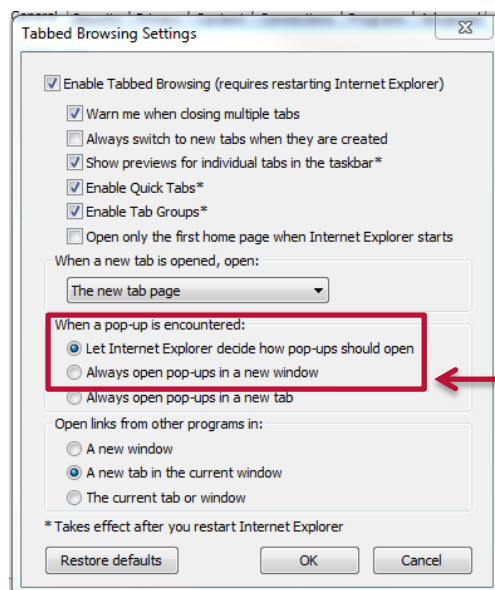 Tabbed Browsing Settings
Enable Tabbed Browsing (requires restarting Internet Explorer)
Warn me when closing multiple tabs
Always switch to new tabs when they are created
Show previews for individual tabs in the taskbar*
Enable Quick Tabs*
Enable Tab Groups*
Open only the first home page when Internet Explorer starts
When a new tab is opened, open:
The new tab page
When a pop-up is encountered:
Let Internet Explorer decide how pop-ups should open
Always open pop-ups in a new window
Always open pop-ups in a new tab
Open links from other programs in:
A new window
A new tab in the current window
The current tab or window
* Takes effect after you restart Internet Explorer
Restore defaults OK Cancel